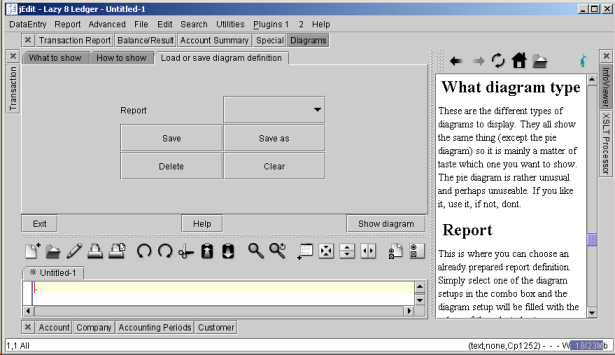 jEdit - Lazy 8 Ledger - Untitled-1
DataEntry Report Advanced File Edit Search Utilities Plugins 1 2 Help
Transaction Report Balance/Result Account Summary Special Diagrams
What to show How to show Load or save diagram definition
Transaction
Report
Save Save as
Delete Clear
Exit Help Show diagram
Untitled-1
Account Company Accounting Periods Customer
1,1 All
What diagram type
These are the different types of
diagrams to display. They all show
the same thing (except the pie
diagram) so it is mainly a matter of
taste which one you want to show.
The pie diagram is rather unusual
and perhaps unuseable. If you like
it, use it, if not, dont.
Report
This is where you can choose an
already prepared report definition.
Simply select one of the diagram
setups in the combo box and the
diagram setup will be filled with the
InfoViewer
XSLT Processor
(text,none,Cp1252) - - - W 18/23Mb